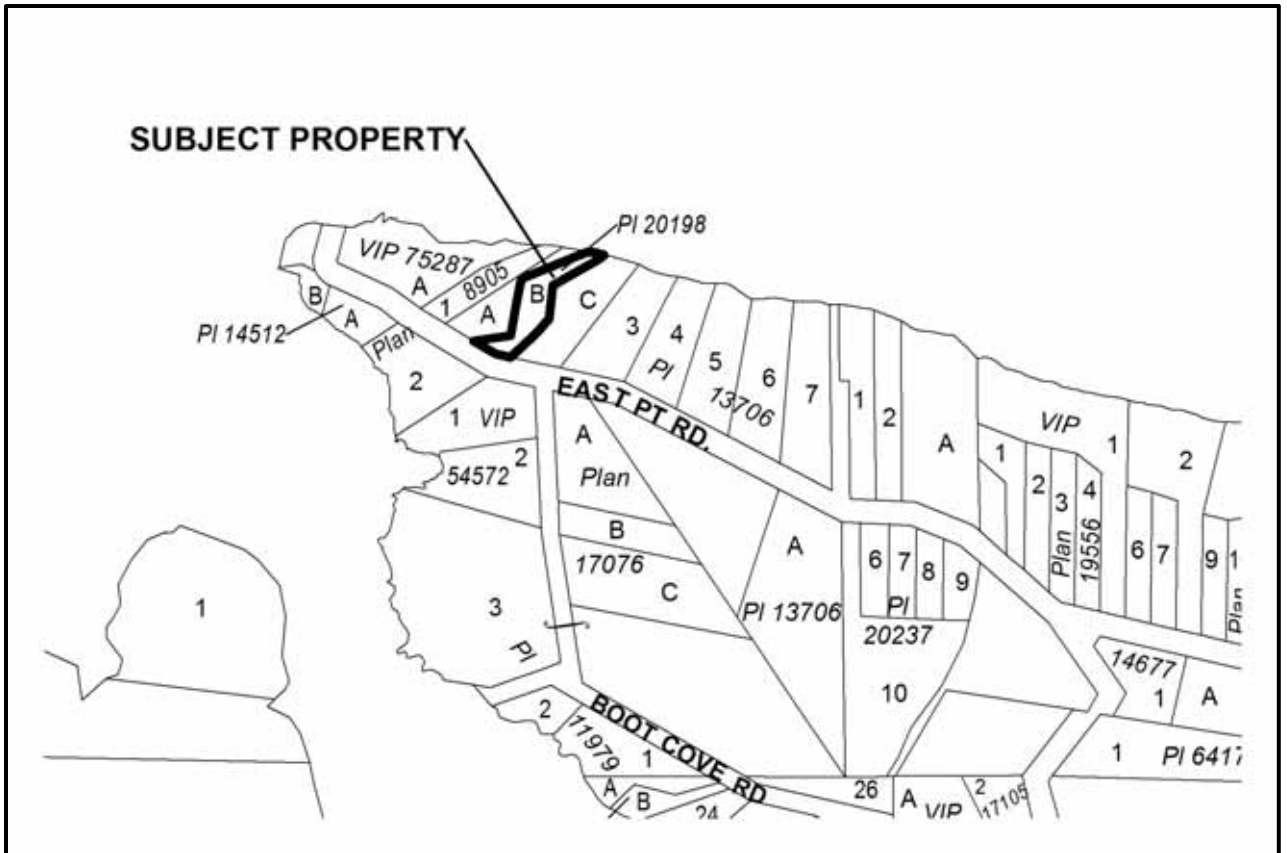 SUBJECT PROPERTY
Pl 20198
VIP 75287
A
1 8905
A
B
C
B
A
Pl 14512
Plan
2
1 VIP
2
54572
3
4
Pl
5
13706
6
7
1
2
A
EAST PT RD.
A
Plan
B
17076
C
3
Pl
1
A
Pl 13706
6
7
8
9
Pl
20237
10
VIP
1
2
1
2
3
4
Plan
19556
6
7
9
1
Plan
14677
1
A
1
Pl 6417
BOOT COVE RD
2
11979
1
A
B
24
26
A
VIP
2
17105